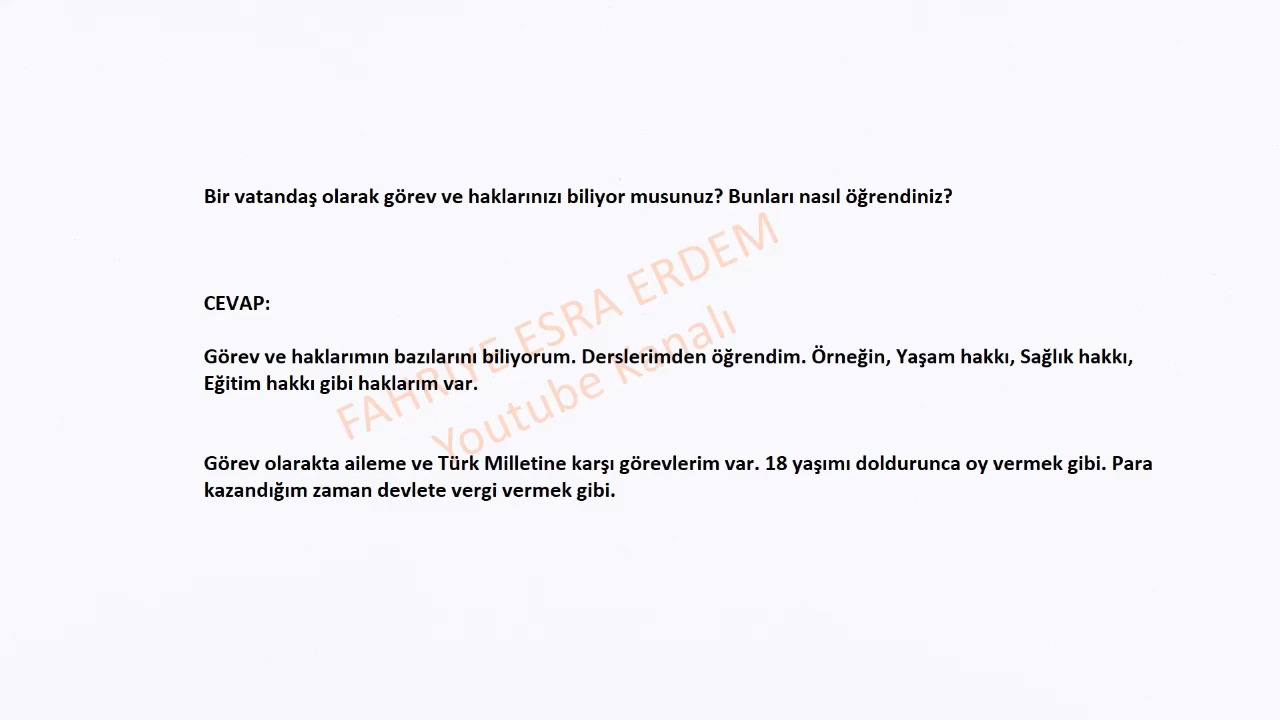 Bir vatandaş olarak görev ve haklarınızı biliyor musunuz? Bunları nasıl öğrendiniz?
CEVAP:
Görev ve haklarımın bazılarını biliyorum. Derslerimden öğrendim. Örneğin, Yaşam hakkı, Sağlık hakkı,
Eğitim hakkı gibi haklarım var.
Görev olarakta aileme ve Türk Milletine karşı görevlerim var. 18 yaşımı doldurunca oy vermek gibi. Para
kazandığım zaman devlete vergi vermek gibi.
FAHRİYE ESRA ERDEM
Youtube Kanalı